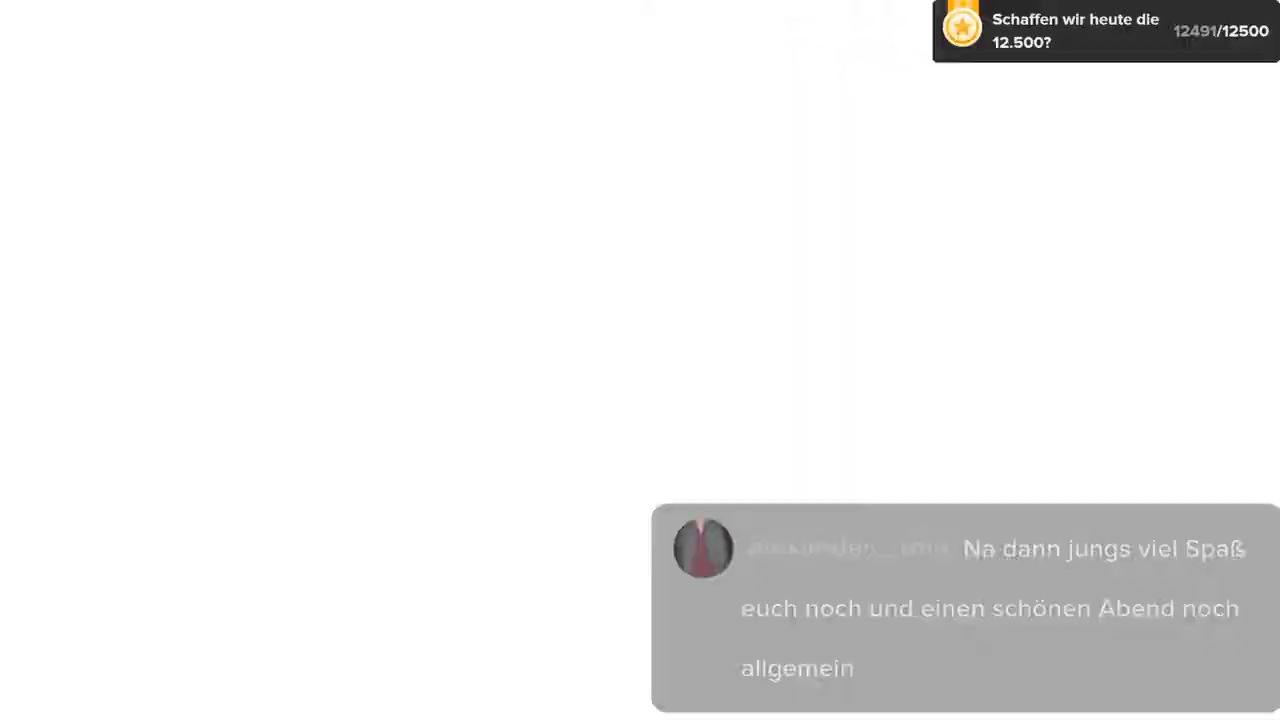 Schaffen wir heute die
12.500?
12491/12500
Na dann jungs viel Spaß
euch noch und einen schönen Abend noch
allgemein